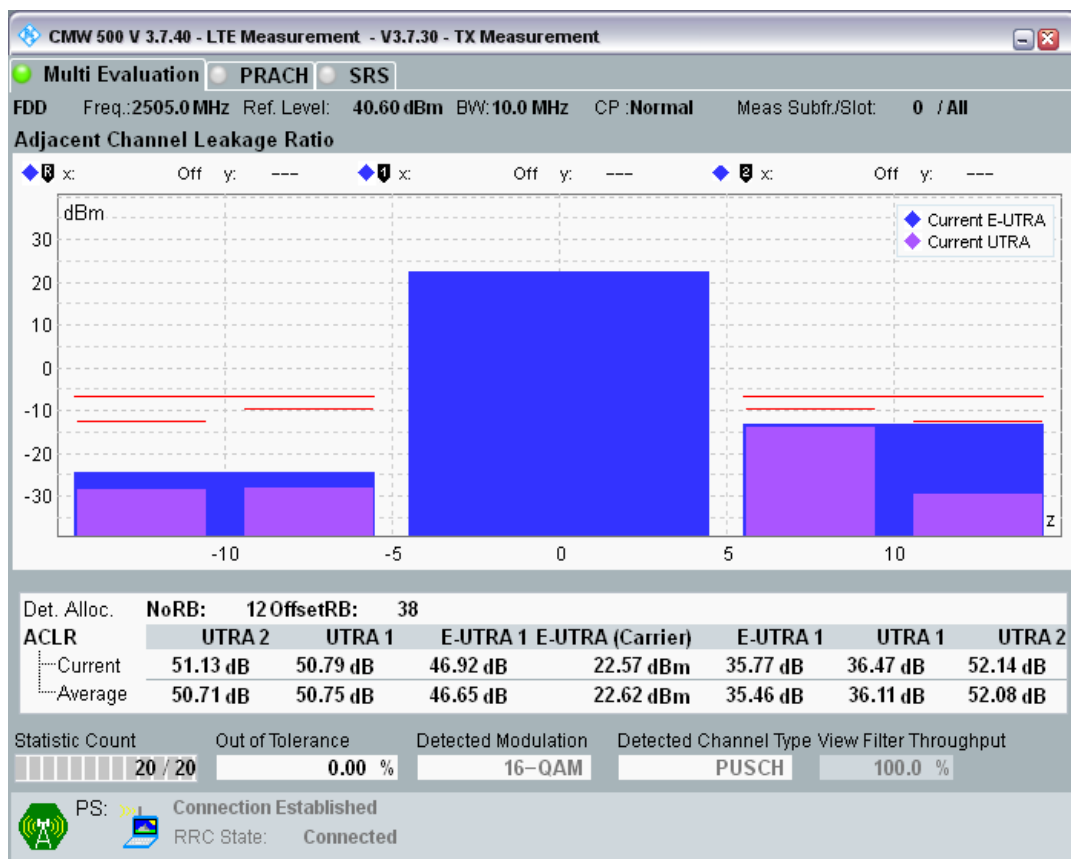 CMW 500 V 3.7.40 - LTE Measurement - V3.7.30 - TX Measurement
Multi Evaluation PRACH SRS
FDD Freq.:2505.0 MHz Ref. Level: 40.60 dBm BW:10.0 MHz CP :Normal Meas Subfr./Slot: 0 / All
Adjacent Channel Leakage Ratio
R x: Off y: --- 1 x: Off y: --- 2 x: Off y: ---
dBm
Current E-UTRA
Current UTRA
30
20
10
0
-10
-20
-30
z
-10 -5 0 5 10
Det. Alloc. NoRB: 12 OffsetRB: 38
ACLR UTRA 2 UTRA 1 E-UTRA 1 E-UTRA (Carrier) E-UTRA 1 UTRA 1 UTRA 2
Current 51.13 dB 50.79 dB 46.92 dB 22.57 dBm 35.77 dB 36.47 dB 52.14 dB
Average 50.71 dB 50.75 dB 46.65 dB 22.62 dBm 35.46 dB 36.11 dB 52.08 dB
Statistic Count Out of Tolerance Detected Modulation Detected Channel Type View Filter Throughput
20 / 20 0.00 % 16-QAM PUSCH 100.0 %
PS: Connection Established
RRC State: Connected